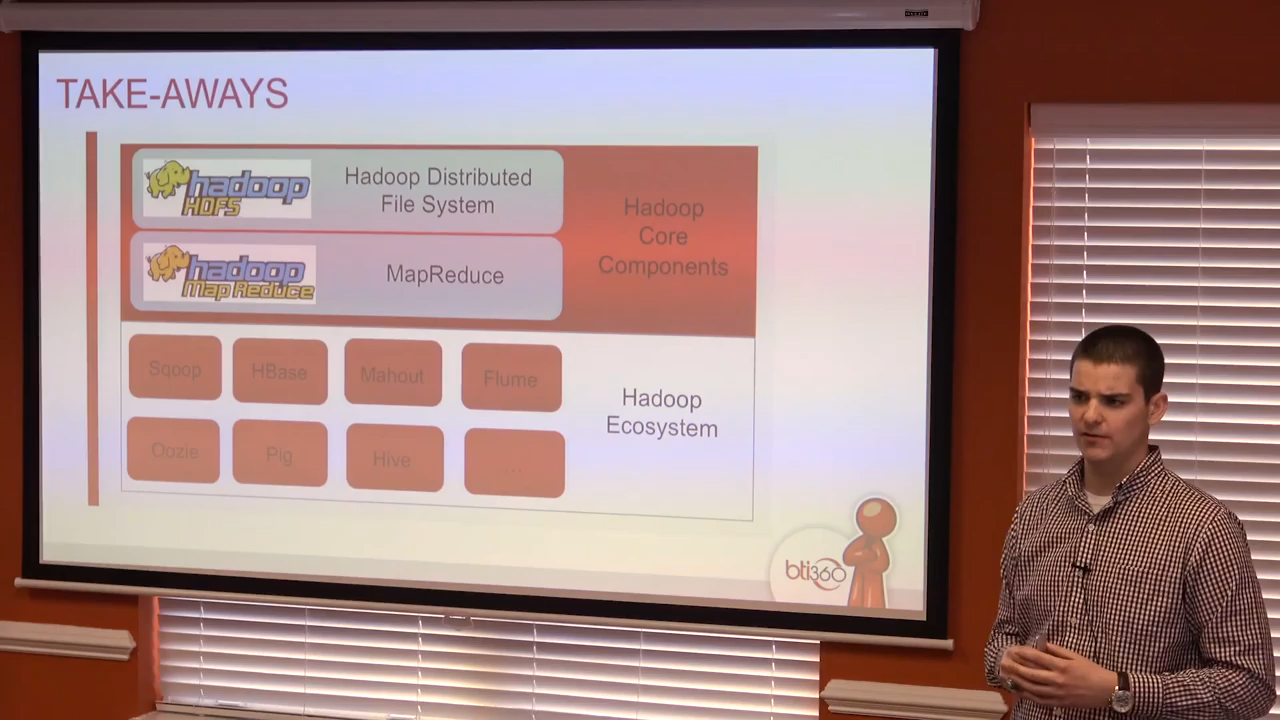 TAKE-AWAYS
hadoop
HDFS
Hadoop Distributed
File System
hadoop
Map Reduce
MapReduce
Hadoop
Core
Components
Sqoop
HBase
Mahout
Flume
Oozie
Pig
Hive
...
Hadoop
Ecosystem
bti360